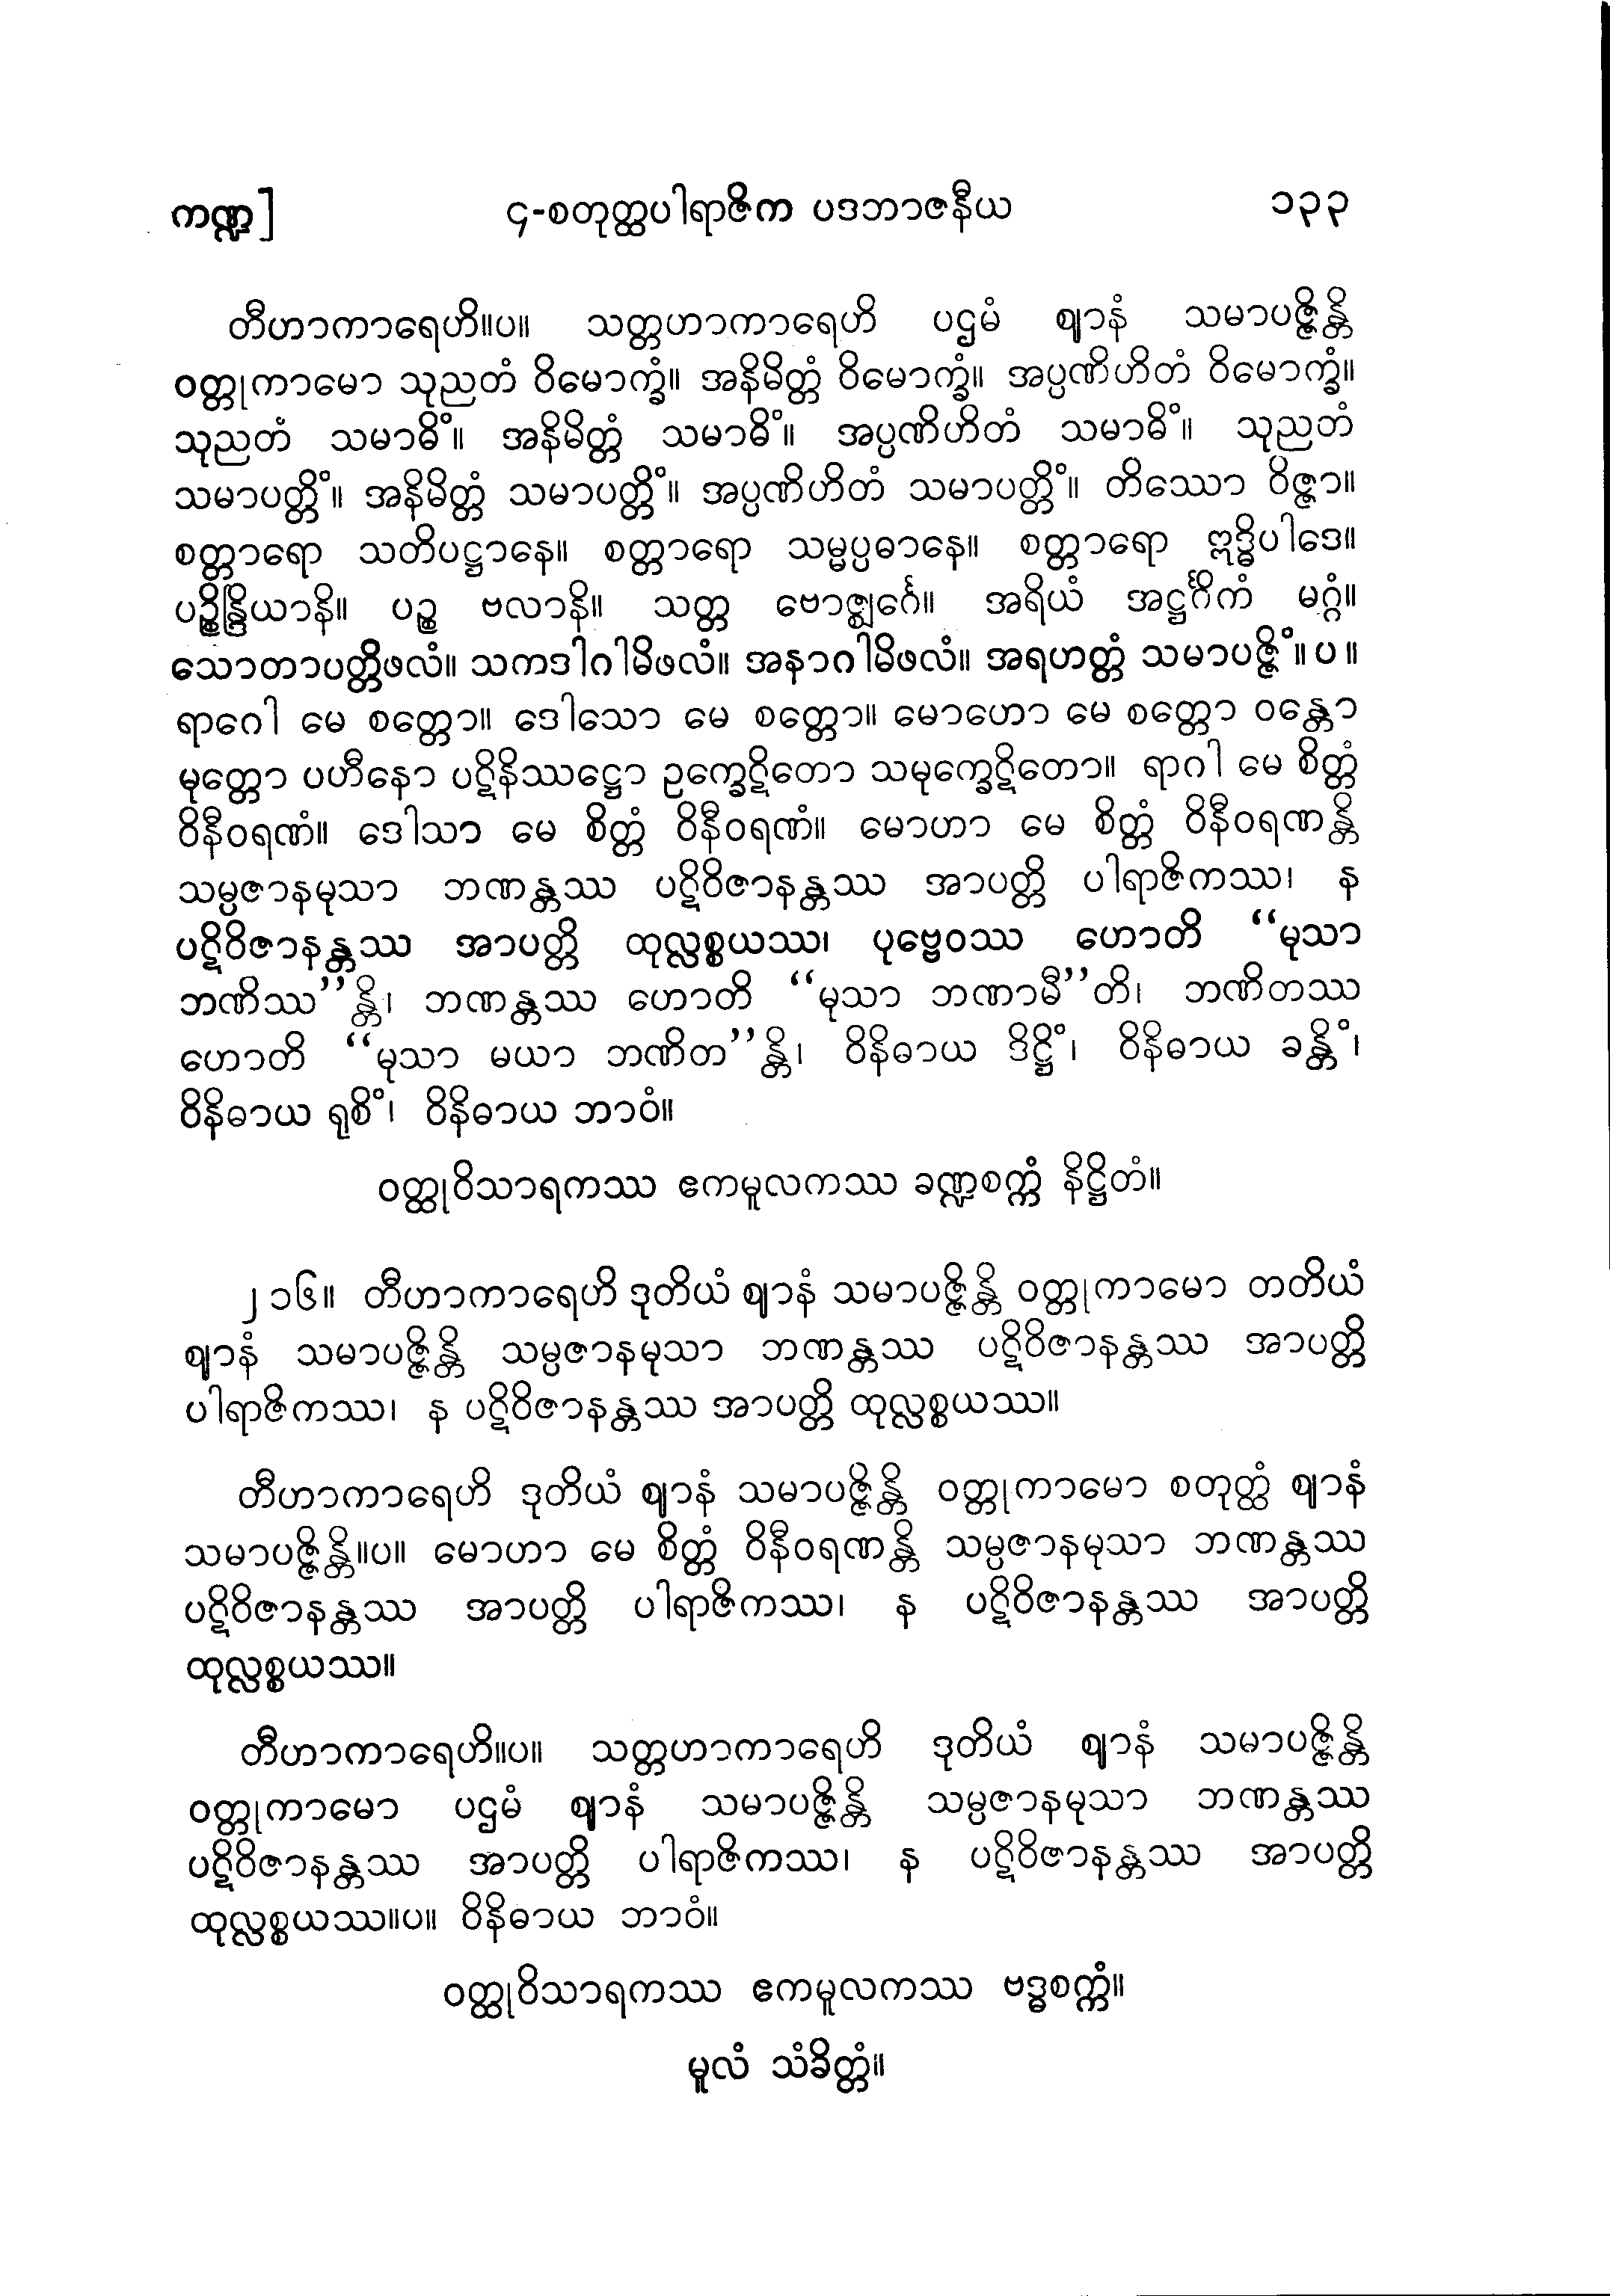 ကဏ္ဍ] ၄-စတုတ္ထပါရာဇိက ပဒဘာဇနီယ ၁၃၃
တီဟာကာရေဟိ။ပ။ သတ္တဟာကာရေဟိ ပဌမံ ဈာနံ သမာပဇ္ဇိန္တိ
ဝတ္တုကာမော သုညတံ ဝိမောက္ခံ။ အနိမိတ္တံ ဝိမောက္ခံ။ အပ္ပဏိဟိတံ ဝိမောက္ခံ။
သုညတံ သမာဓိံ။ အနိမိတ္တံ သမာဓိံ။ အပ္ပဏိဟိတံ သမာဓိံ။ သုညတံ
သမာပတ္တိံ။ အနိမိတ္တံ သမာပတ္တိံ။ အပ္ပဏိဟိတံ သမာပတ္တိံ။ တိဿော ဝိဇ္ဇာ။
စတ္တာရော သတိပဋ္ဌာနေ။ စတ္တာရော သမ္မပ္ပဓာနေ။ စတ္တာရော ဣဒ္ဓိပါဒေ။
ပဉ္စိန္ဒြိယာနိ။ ပဉ္စ ဗလာနိ။ သတ္တ ဗောဇ္ဈင်္ဂေ။ အရိယံ အဋ္ဌင်္ဂိကံ မဂ္ဂံ။
သောတာပတ္တိဖလံ။ သကဒါဂါမိဖလံ။ အနာဂါမိဖလံ။ အရဟတ္တံ သမာပဇ္ဇိံ။ပ။
ရာဂေါ မေ စတ္တော။ ဒေါသော မေ စတ္တော။ မောဟော မေ စတ္တော ဝန္တော
မုတ္တော ပဟီနော ပဋိနိဿဋ္ဌော ဥက္ခေဋိတော သမုက္ခေဋိတော။ ရာဂါ မေ စိတ္တံ
ဝိနီဝရဏံ။ ဒေါသာ မေ စိတ္တံ ဝိနီဝရဏံ။ မောဟာ မေ စိတ္တံ ဝိနီဝရဏန္တိ
သမ္ပဇာနမုသာ ဘဏန္တဿ ပဋိဝိဇာနန္တဿ အာပတ္တိ ပါရာဇိကဿ၊ န
ပဋိဝိဇာနန္တဿ အာပတ္တိ ထုလ္လစ္စယဿ၊ ပုဗ္ဗေဝဿ ဟောတိ “မုသာ
ဘဏိဿ”န္တိ၊ ဘဏန္တဿ ဟောတိ “မုသာ ဘဏာမီ”တိ၊ ဘဏိတဿ
ဟောတိ “မုသာ မယာ ဘဏိတ”န္တိ၊ ဝိနိဓာယ ဒိဋ္ဌိံ၊ ဝိနိဓာယ ခန္တိံ၊
ဝိနိဓာယ ရုစိံ၊ ဝိနိဓာယ ဘာဝံ။
ဝတ္ထုဝိသာရကဿ ဧကမူလကဿ ခဏ္ဍစက္ကံ နိဋ္ဌိတံ။
၂၁၆။ တီဟာကာရေဟိ ဒုတိယံ ဈာနံ သမာပဇ္ဇိန္တိ ဝတ္တုကာမော တတိယံ
ဈာနံ သမာပဇ္ဇိန္တိ သမ္ပဇာနမုသာ ဘဏန္တဿ ပဋိဝိဇာနန္တဿ အာပတ္တိ
ပါရာဇိကဿ၊ န ပဋိဝိဇာနန္တဿ အာပတ္တိ ထုလ္လစ္စယဿ။
တီဟာကာရေဟိ ဒုတိယံ ဈာနံ သမာပဇ္ဇိန္တိ ဝတ္တုကာမော စတုတ္ထံ ဈာနံ
သမာပဇ္ဇိန္တိ။ပ။ မောဟာ မေ စိတ္တံ ဝိနီဝရဏန္တိ သမ္ပဇာနမုသာ ဘဏန္တဿ
ပဋိဝိဇာနန္တဿ အာပတ္တိ ပါရာဇိကဿ၊ န ပဋိဝိဇာနန္တဿ အာပတ္တိ
ထုလ္လစ္စယဿ။
တီဟာကာရေဟိ။ပ။ သတ္တဟာကာရေဟိ ဒုတိယံ ဈာနံ သမာပဇ္ဇိန္တိ
ဝတ္တုကာမော ပဌမံ ဈာနံ သမာပဇ္ဇိန္တိ သမ္ပဇာနမုသာ ဘဏန္တဿ
ပဋိဝိဇာနန္တဿ အာပတ္တိ ပါရာဇိကဿ၊ န ပဋိဝိဇာနန္တဿ အာပတ္တိ
ထုလ္လစ္စယဿ။ပ။ ဝိနိဓာယ ဘာဝံ။
ဝတ္ထုဝိသာရကဿ ဧကမူလကဿ ဗဒ္ဓစက္ကံ။
မူလံ သံခိတ္တံ။